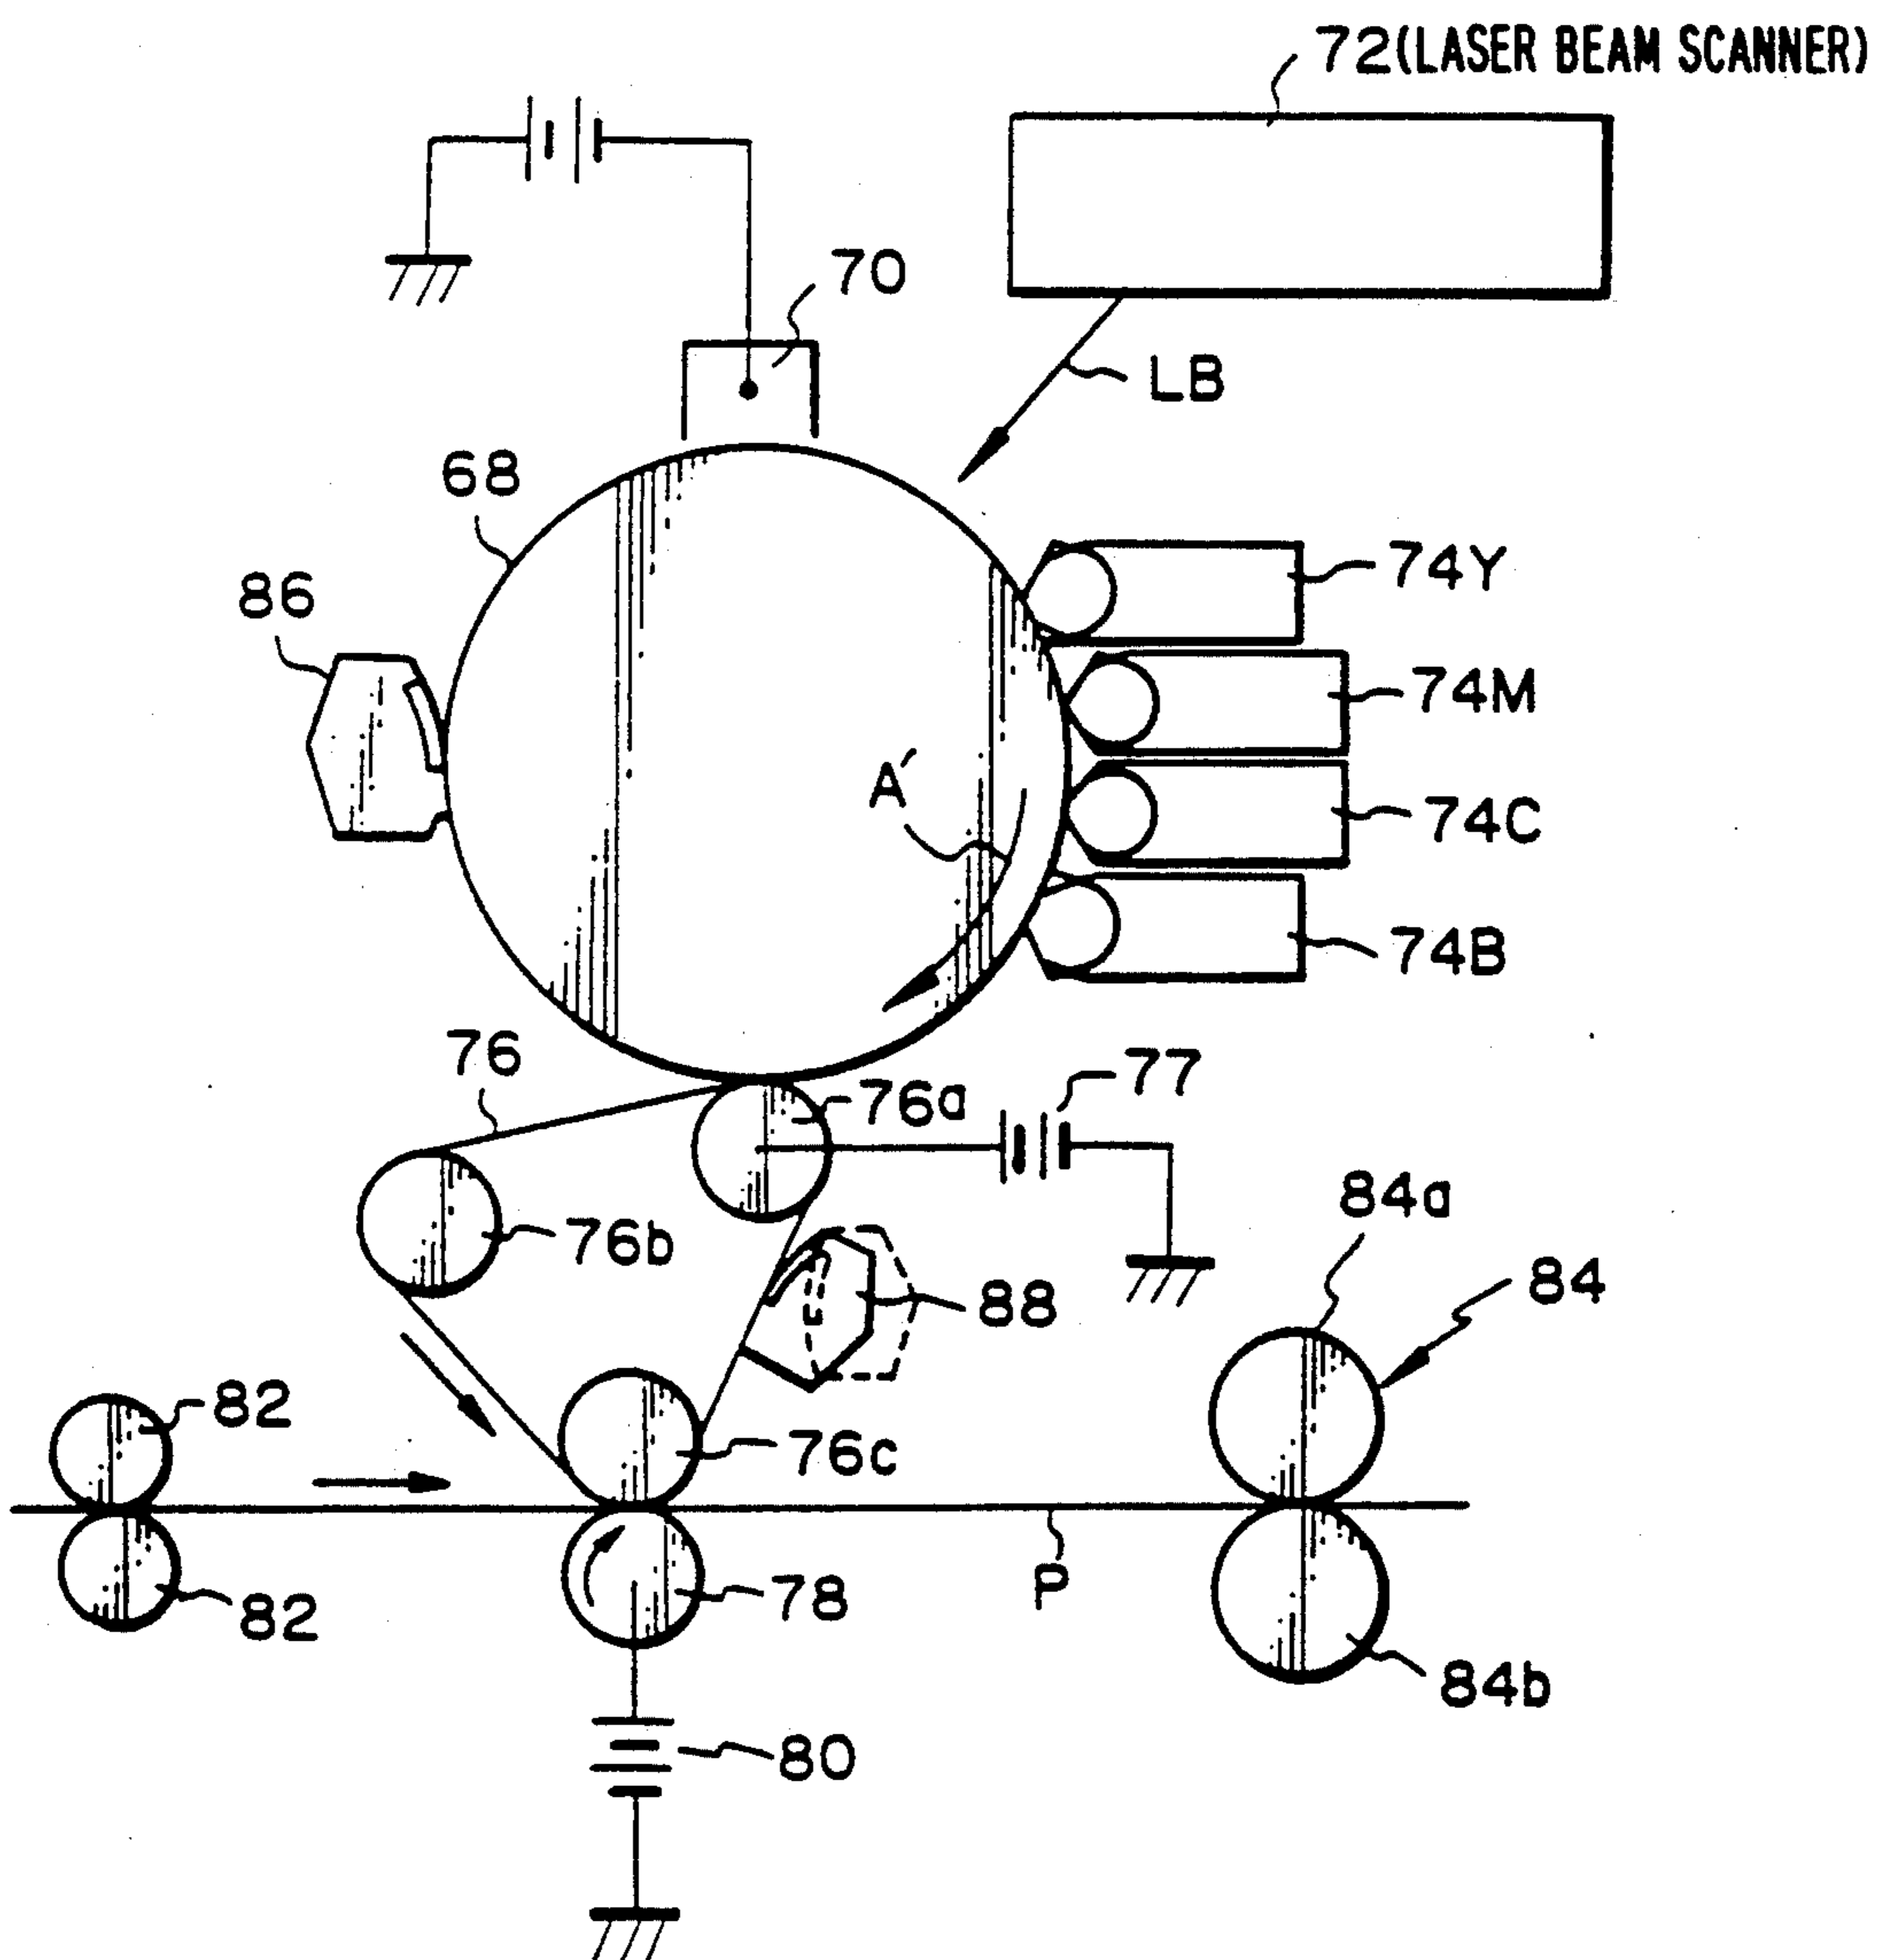 72(LASER BEAM SCANNER)
70
LB
68
74Y
86
74M
A'
74C
74B
76
77
76a
84a
76b
84
88
82
76c
P
78
82
84b
80